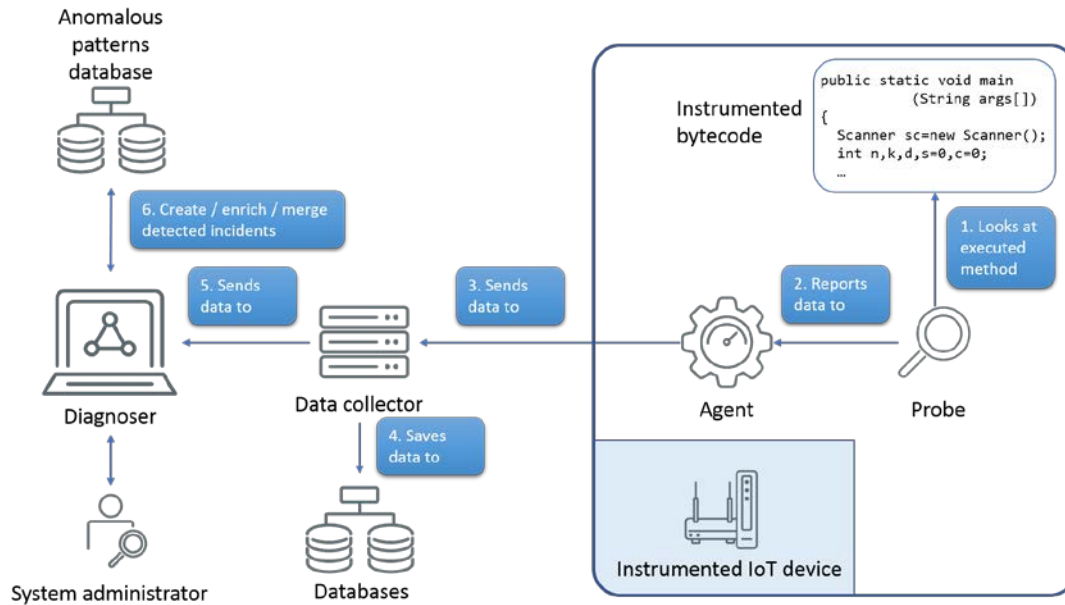 Anomalous
patterns
database
Instrumented
bytecode
public static void main
(String args[])
{
Scanner sc=new Scanner();
int n,k,d,s=0,c=0;
…
6. Create / enrich / merge
detected incidents
1. Looks at
executed
method
5. Sends
data to
3. Sends
data to
2. Reports
data to
Diagnoser
Data collector
Agent
Probe
4. Saves
data to
System administrator
Databases
Instrumented IoT device